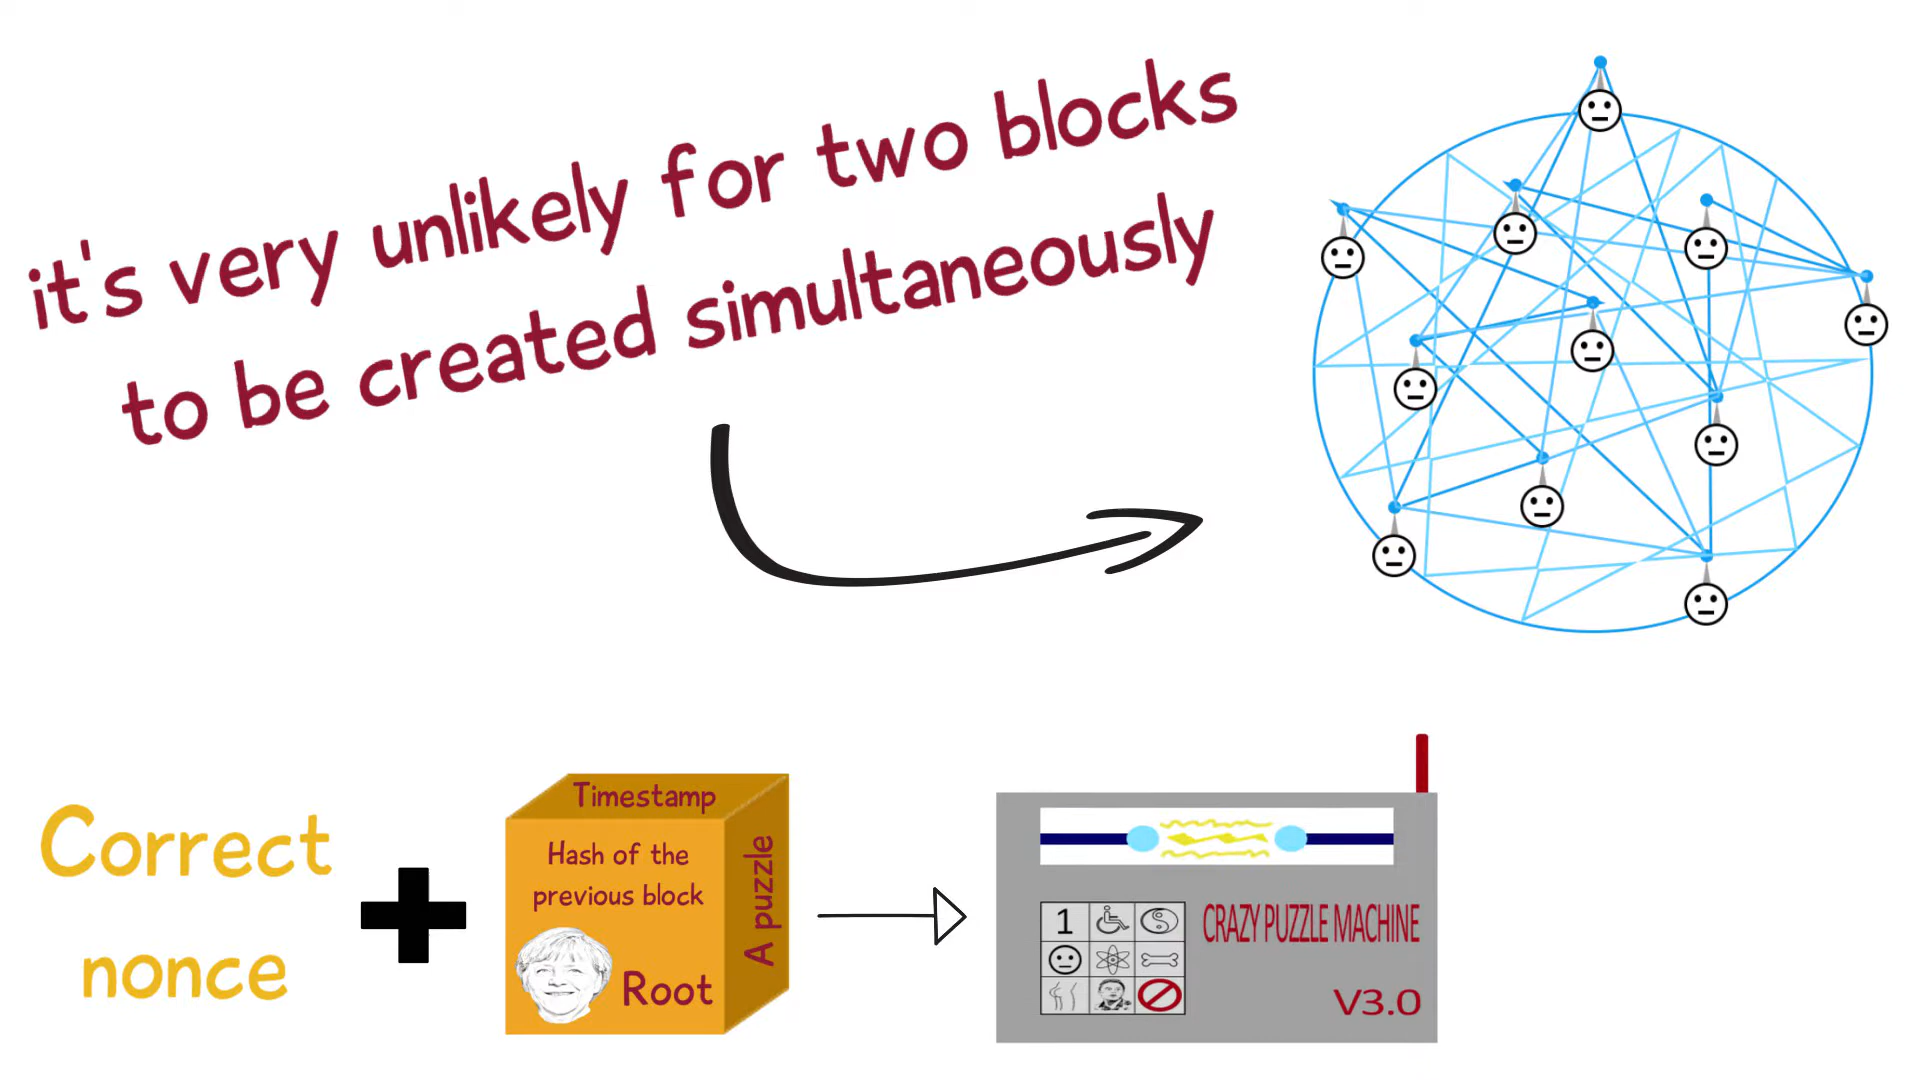 it's very unlikely for two blocks
to be created simultaneously
Correct
nonce
Timestamp
Hash of the
previous block
Root
A puzzle
1
CRAZY PUZZLE MACHINE
V3.0